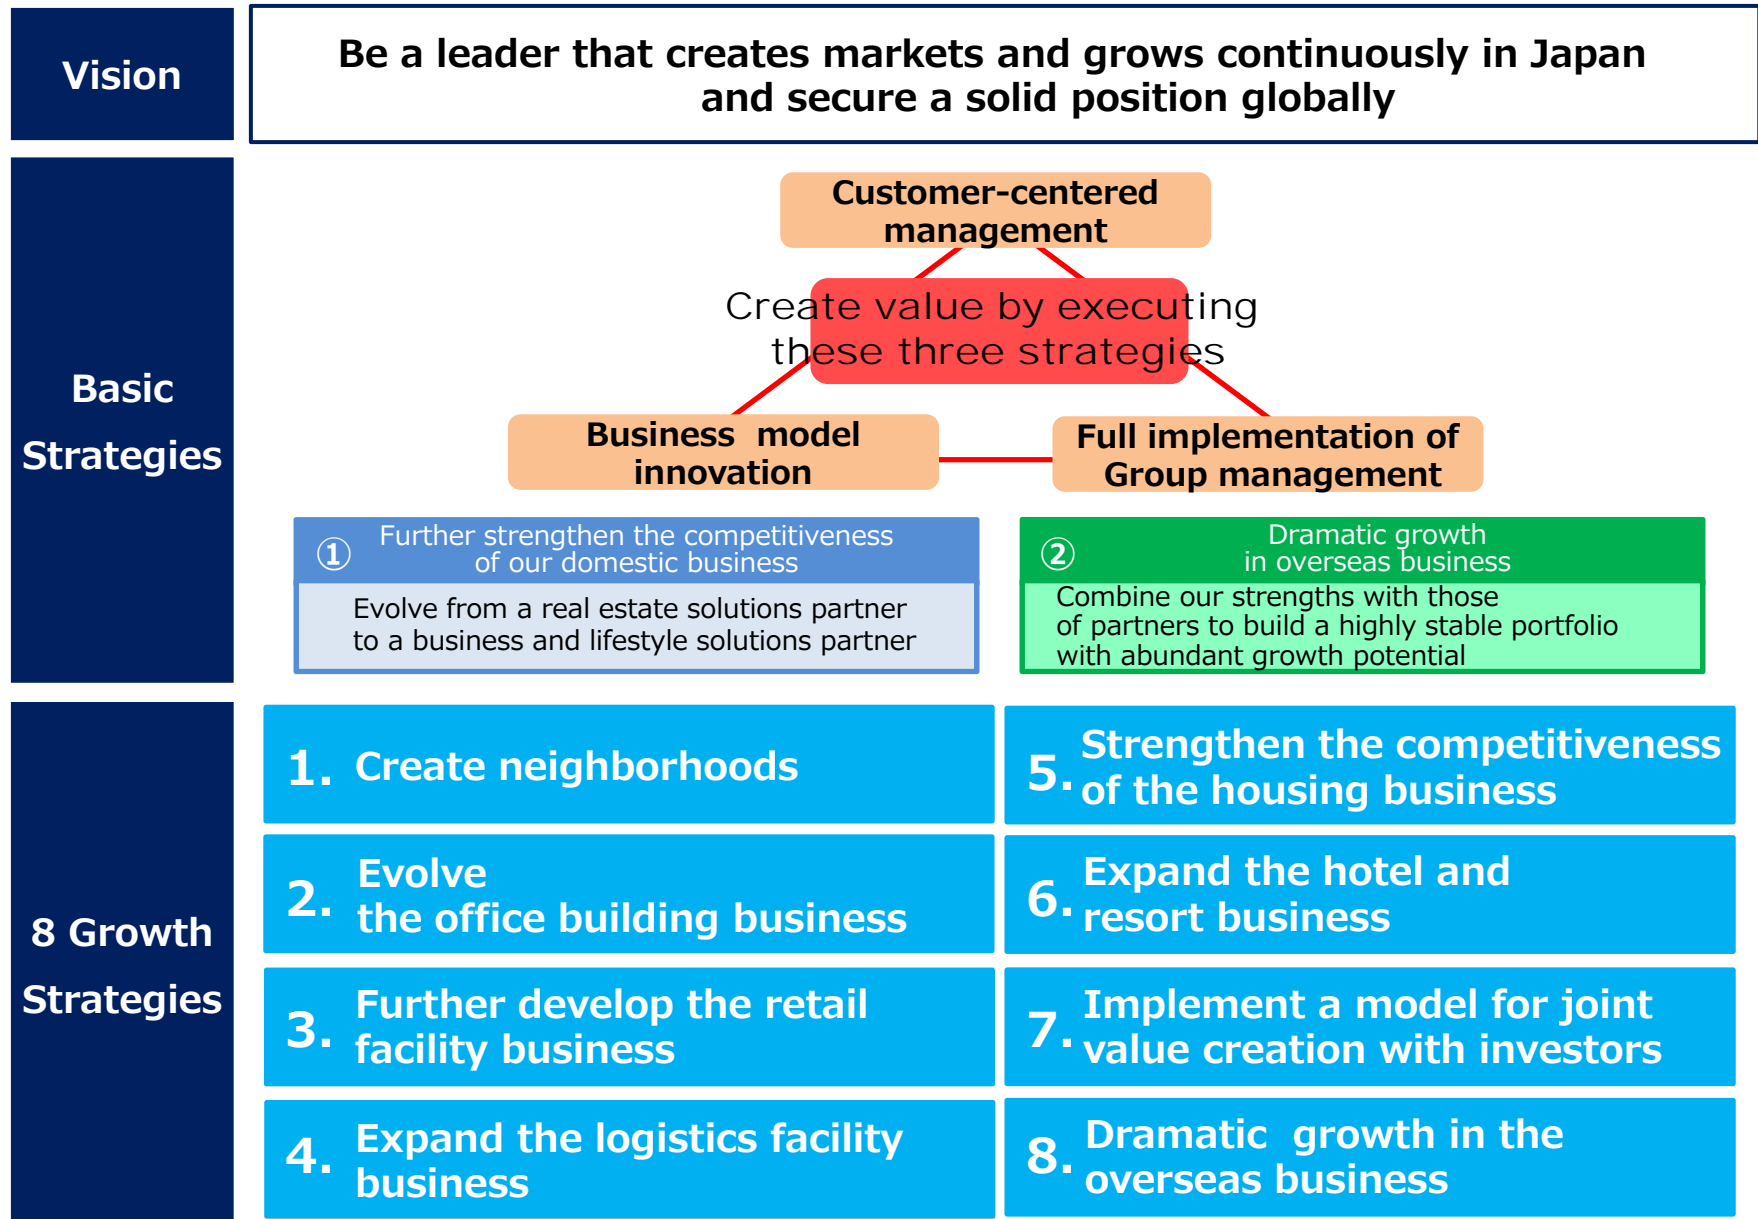 Vision
Be a leader that creates markets and grows continuously in Japan
and secure a solid position globally
Basic
Strategies
Customer-centered
management
Create value by executing
these three strategies
Business model
innovation
Full implementation of
Group management
① Further strengthen the competitiveness
of our domestic business
Evolve from a real estate solutions partner
to a business and lifestyle solutions partner
② Dramatic growth
in overseas business
Combine our strengths with those
of partners to build a highly stable portfolio
with abundant growth potential
8 Growth
Strategies
1. Create neighborhoods
2. Evolve
the office building business
3. Further develop the retail
facility business
4. Expand the logistics facility
business
5. Strengthen the competitiveness
of the housing business
6. Expand the hotel and
resort business
7. Implement a model for joint
value creation with investors
8. Dramatic growth in the
overseas business